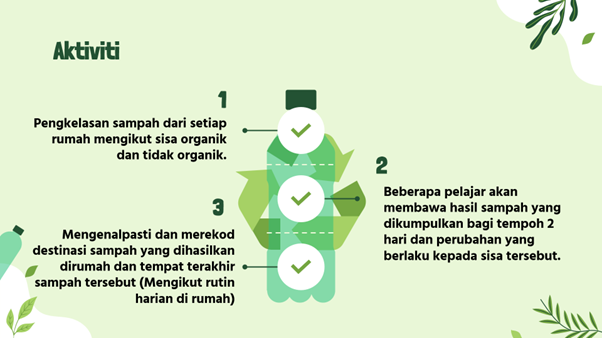 Aktiviti
1
Pengkelasan sampah dari setiap
rumah mengikut sisa organik
dan tidak organik.
2
Beberapa pelajar akan
membawa hasil sampah yang
dikumpulkan bagi tempoh 2
hari dan perubahan yang
berlaku kepada sisa tersebut.
3
Mengenalpasti dan merekod
destinasi sampah yang dihasilkan
dirumah dan tempat terakhir
sampah tersebut (Mengikut rutin
harian di rumah)